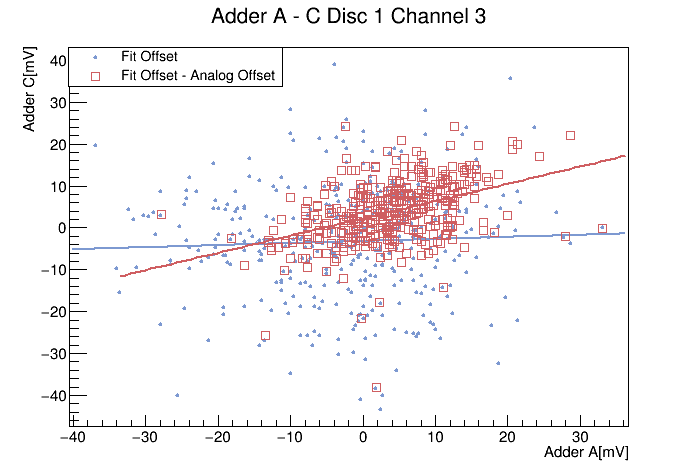 Adder A - C Disc 1 Channel 3
Adder C[mV]
Fit Offset
Fit Offset - Analog Offset
40
30
20
10
0
−10
−20
−30
−40
−40 −30 −20 −10 0 10 20 30
Adder A[mV]